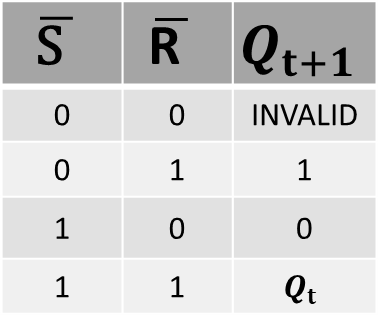 S̅ R̅ Qt+1
0 0 INVALID
0 1 1
1 0 0
1 1 Qt